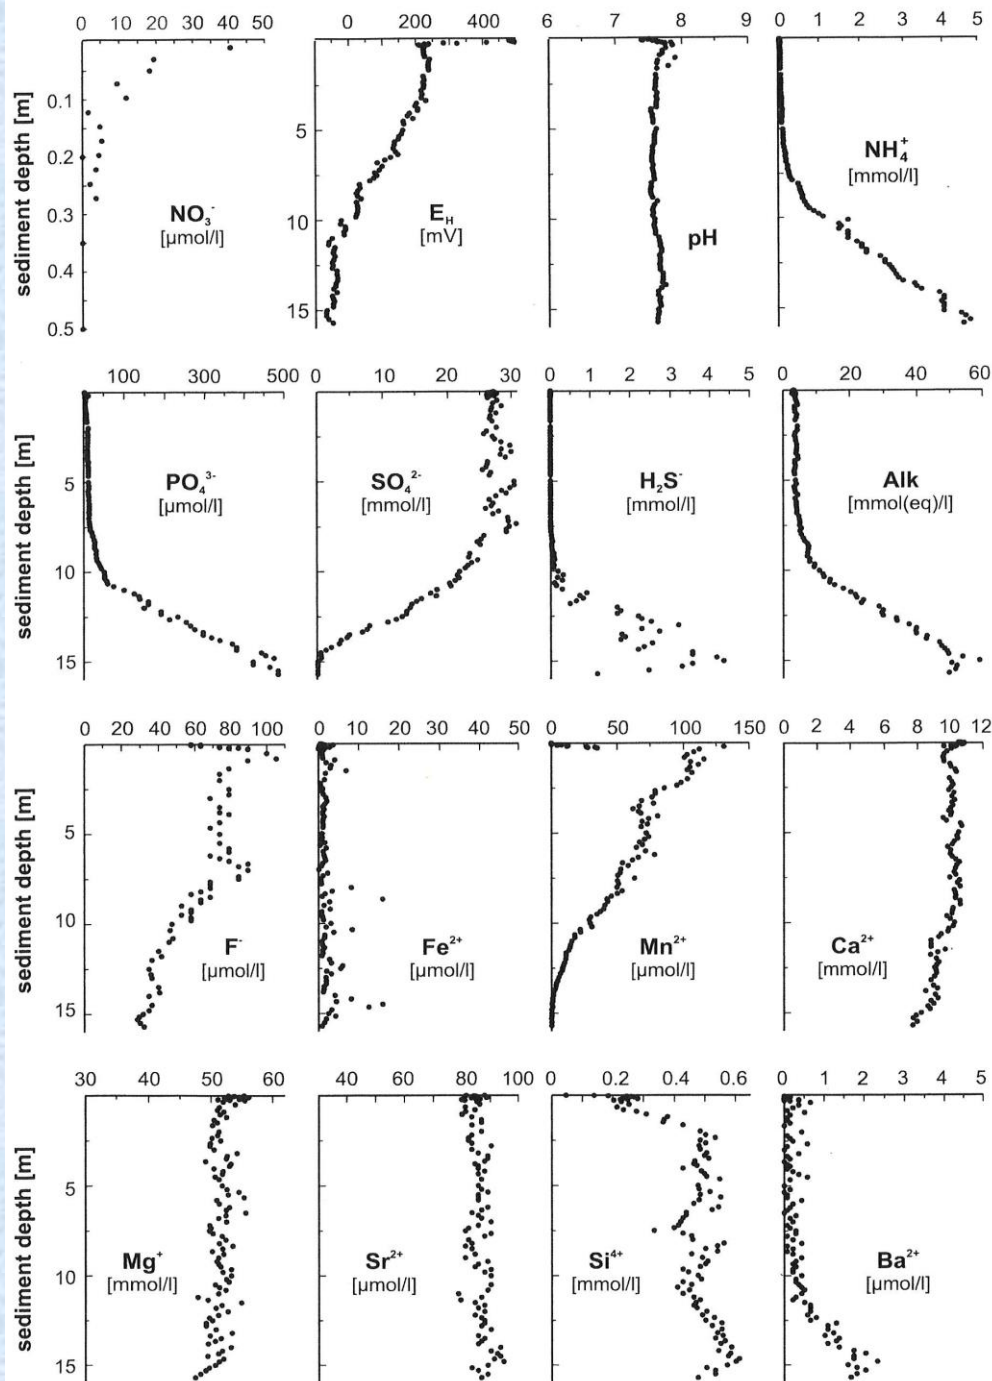 0 10 20 30 40 50
0 200 400
6 7 8 9
0 1 2 3 4 5
sediment depth [m]
0.1
0.2
0.3
0.4
0.5
NO₃⁻
[µmol/l]
5
10
15
E_H
[mV]
pH
NH₄⁺
[mmol/l]
100 300 500
0 10 20 30
0 1 2 3 4 5
0 20 40 60
sediment depth [m]
5
10
15
PO₄³⁻
[µmol/l]
SO₄²⁻
[mmol/l]
H₂S⁻
[mmol/l]
Alk
[mmol(eq)/l]
0 20 40 60 80 100
0 10 20 30 40 50
0 50 100 150
0 2 4 6 8 10 12
sediment depth [m]
5
10
15
F⁻
[µmol/l]
Fe²⁺
[µmol/l]
Mn²⁺
[µmol/l]
Ca²⁺
[mmol/l]
30 40 50 60
40 60 80 100
0 0.2 0.4 0.6
0 1 2 3 4 5
sediment depth [m]
5
10
15
Mg⁺
[mmol/l]
Sr²⁺
[µmol/l]
Si⁴⁺
[mmol/l]
Ba²⁺
[µmol/l]